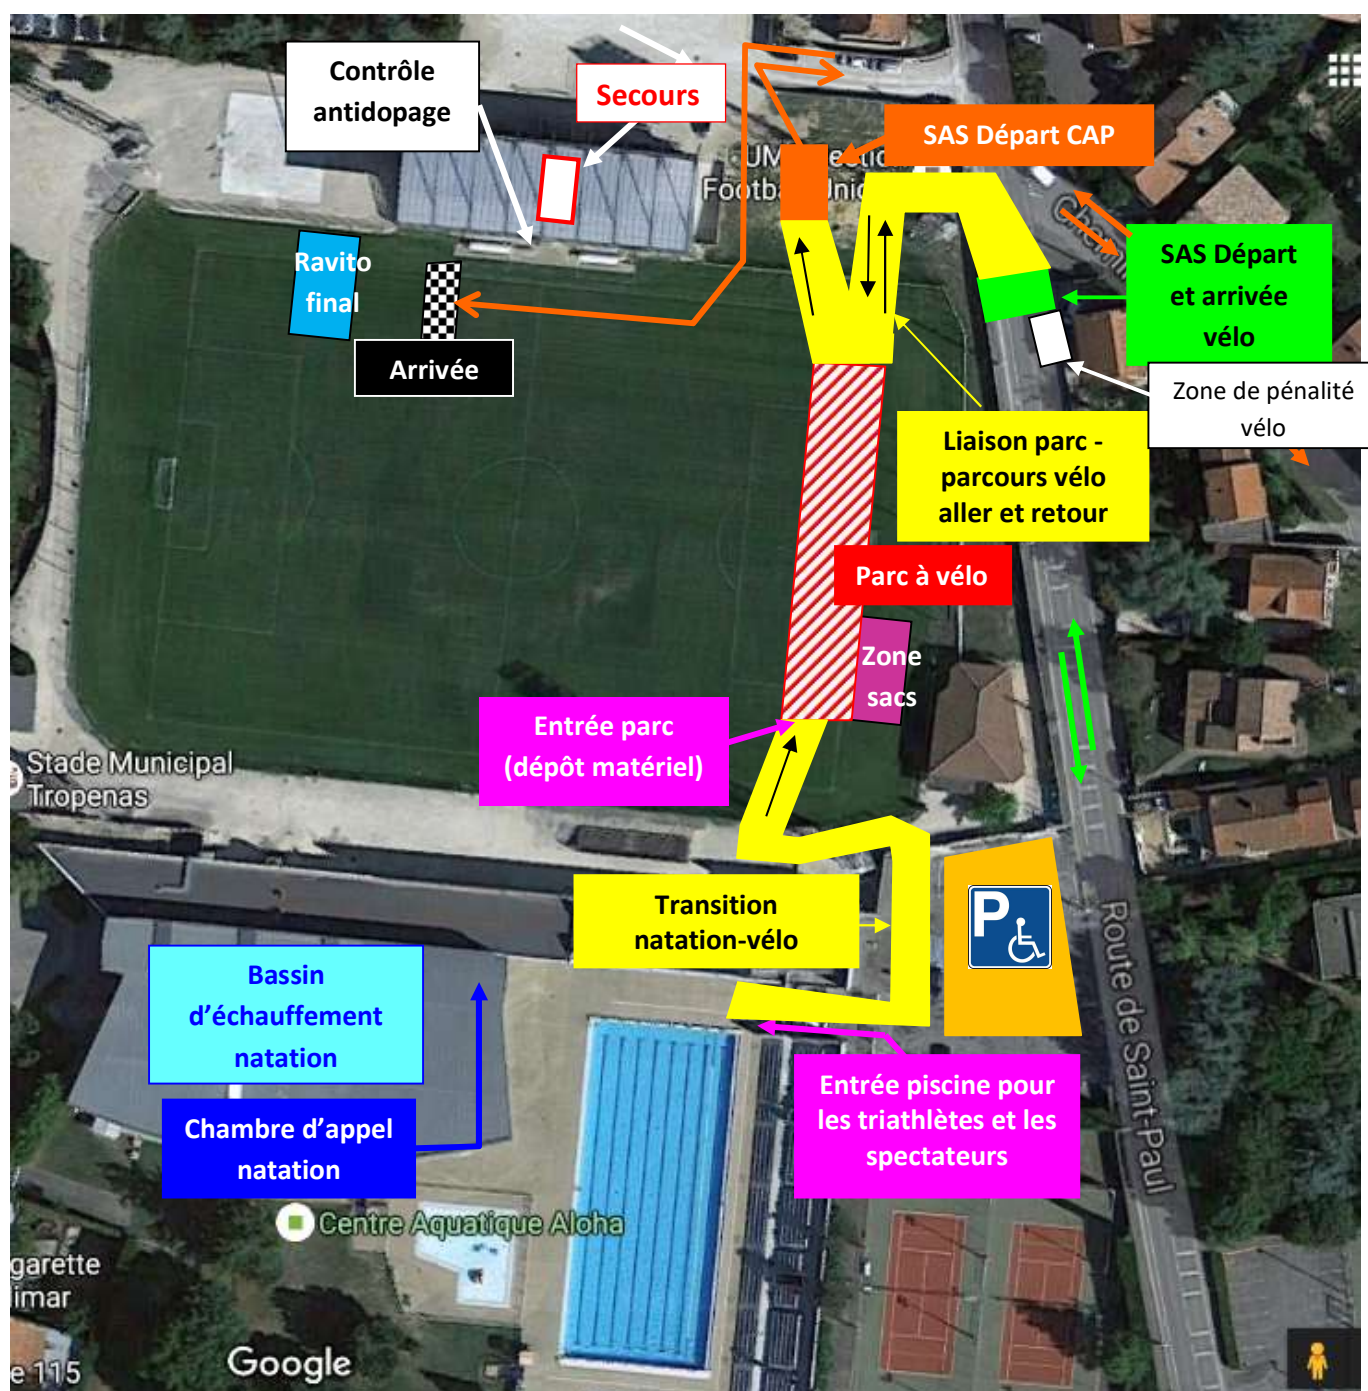 Contrôle
antidopage
Secours
SAS Départ CAP
Ravito
final
Arrivée
SAS Départ
et arrivée
vélo
Zone de pénalité
vélo
Liaison parc -
parcours vélo
aller et retour
Parc à vélo
Zone
sacs
Entrée parc
(dépôt matériel)
Stade Municipal
Tropenas
Transition
natation-vélo
P
Bassin
d’échauffement
natation
Chambre d’appel
natation
Entrée piscine pour
les triathlètes et les
spectateurs
Route de Saint-Paul
Centre Aquatique Aloha
garette
limar
Google
e 115